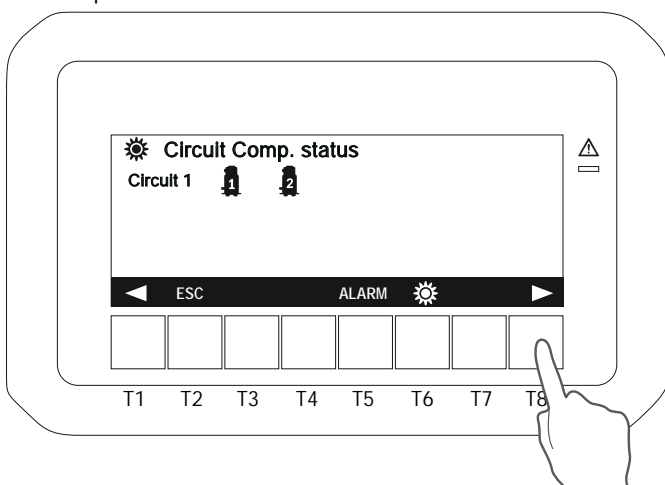 Circuit Comp. status
Circuit 1 1 2
ESC ALARM
T1 T2 T3 T4 T5 T6 T7 T8